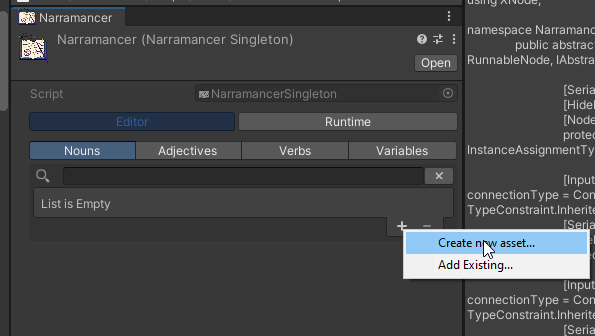 Narramancer
using XNode;
Narramancer (Narramancer Singleton)
Open
namespace Narramanc
public abstrac
RunnableNode, IAbstra
Script
NarramancerSingleton
[Seria
[Hidel
[Node
protec
Editor
Runtime
InstanceAssignmentTy
Nouns
Adjectives
Verbs
Variables
[Input
connectionType = Con
TypeConstraint.Inherite
List is Empty
[Seria
Create new asset...
Add Existing...
[Input
connectionType = Con
TypeConstraint.Inherite
[Seria